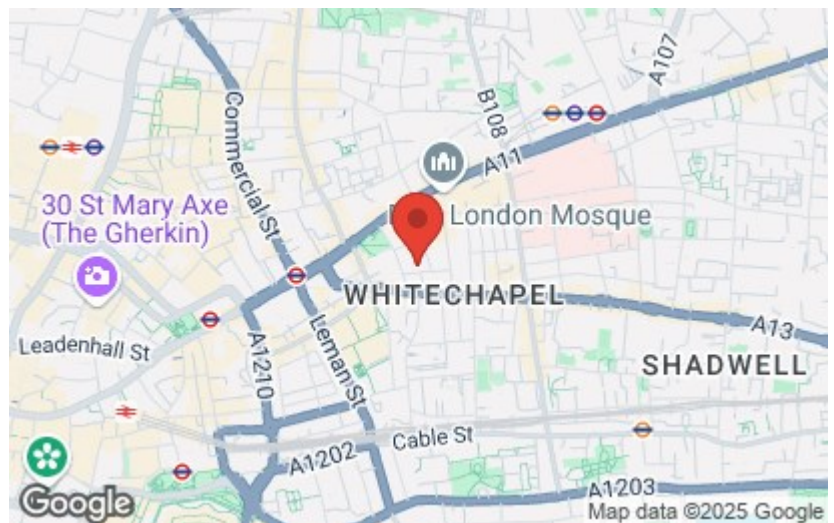 A107
B108
Commercial St
A11
30 St Mary Axe
(The Gherkin)
London Mosque
WHITECHAPEL
Leadenhall St
A1210
Leman St
A13
SHADWELL
Cable St
A1202
A1203
Google
Map data ©2025 Google